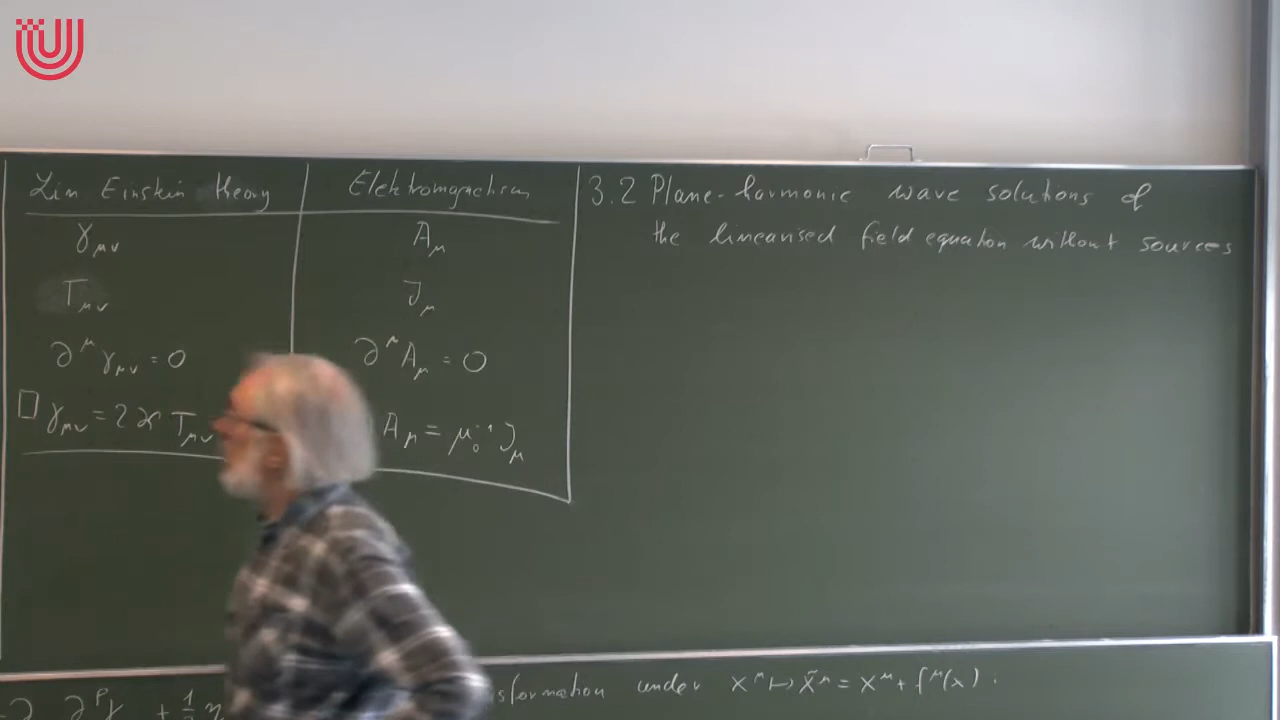 Lin Einstein theory
γ_μν
T_μν
∂^μ γ_μν = 0
□ γ_μν = 2ϰ T_μν
Elektromagnetism
A_μ
J_μ
∂^μ A_μ = 0
A_μ = μ_0^-1 J_μ
3.2 Plane-harmonic wave solutions of
the linearised field equation without sources
sformation under x^μ ↦ x̃^μ = x^μ + f^μ(x) :